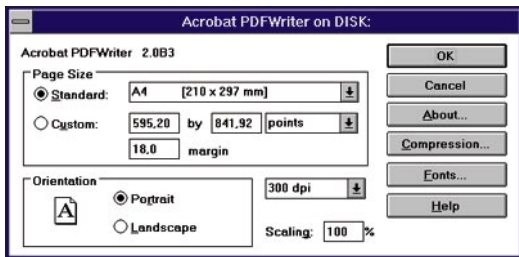 Acrobat PDFWriter on DISK:
Acrobat PDFWriter 2.0B3
Page Size
Standard: A4 [210 x 297 mm]
Custom: 595,20 by 841,92 points
18,0 margin
Orientation
A
Portrait
Landscape
300 dpi
Scaling: 100 %
OK
Cancel
About...
Compression...
Fonts...
Help